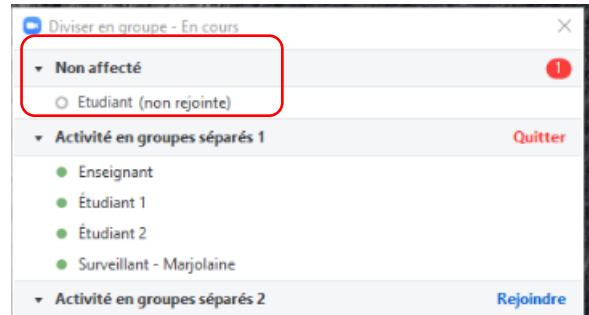 Diviser en groupe - En cours
Non affecté 1
Etudiant (non rejointe)
Activité en groupes séparés 1 Quitter
Enseignant
Étudiant 1
Étudiant 2
Surveillant - Marjolaine
Activité en groupes séparés 2 Rejoindre